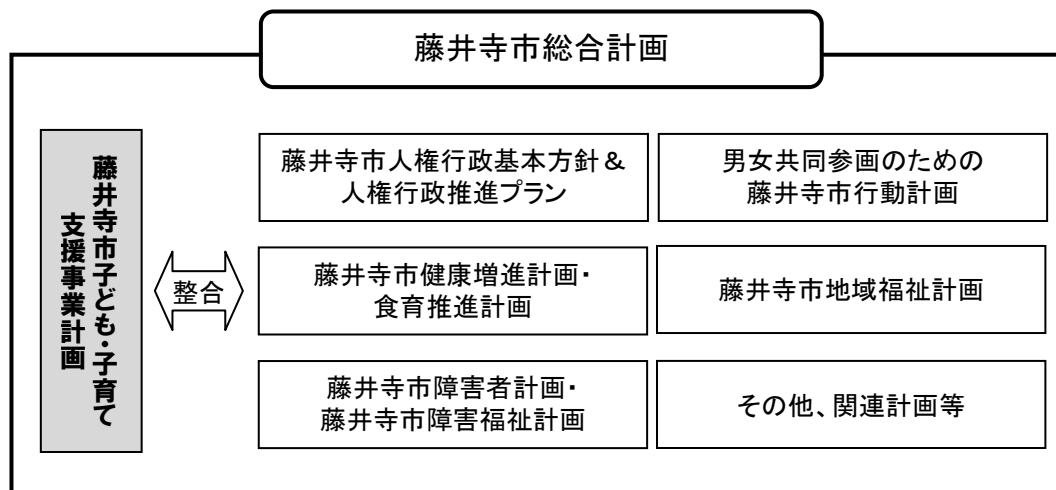 藤井寺市総合計画
藤井寺市子ども・子育て
支援事業計画
整合
藤井寺市人権行政基本方針＆
人権行政推進プラン
男女共同参画のための
藤井寺市行動計画
藤井寺市健康増進計画・
食育推進計画
藤井寺市地域福祉計画
藤井寺市障害者計画・
藤井寺市障害福祉計画
その他、関連計画等